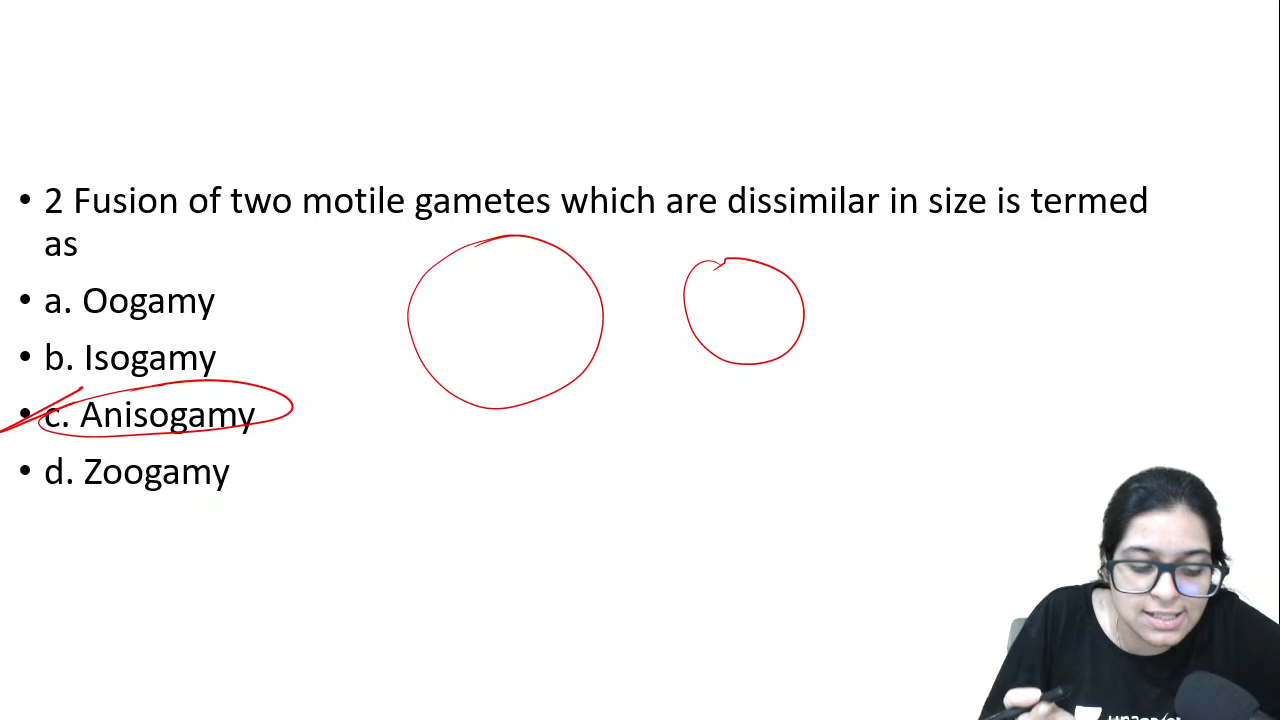 • 2 Fusion of two motile gametes which are dissimilar in size is termed
as
• a. Oogamy
• b. Isogamy
• c. Anisogamy
• d. Zoogamy